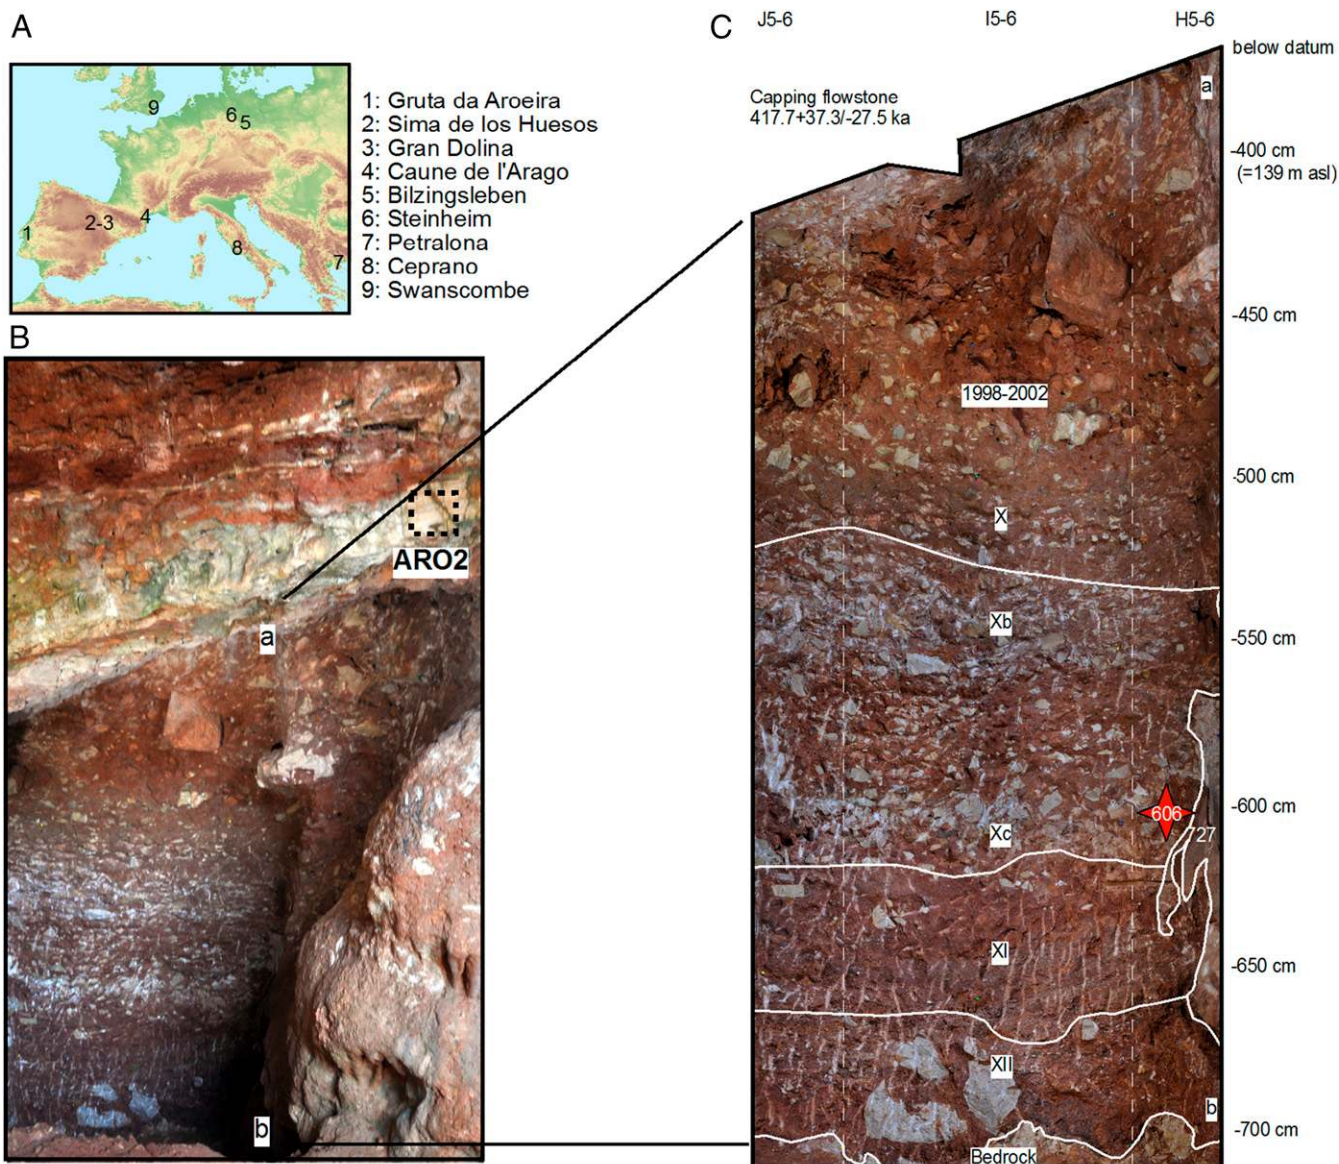 A
9
6
5
2-3
4
1
8
7
1: Gruta da Aroeira
2: Sima de los Huesos
3: Gran Dolina
4: Caune de l'Arago
5: Bilzingsleben
6: Steinheim
7: Petralona
8: Ceprano
9: Swanscombe
B
ARO2
a
b
C
J5-6 I5-6 H5-6
below datum
a
Capping flowstone
417.7+37.3/-27.5 ka
-400 cm
(=139 m asl)
-450 cm
1998-2002
-500 cm
X
Xb
-550 cm
-600 cm
606
Xc
727
XI
-650 cm
XII
b
-700 cm
Bedrock